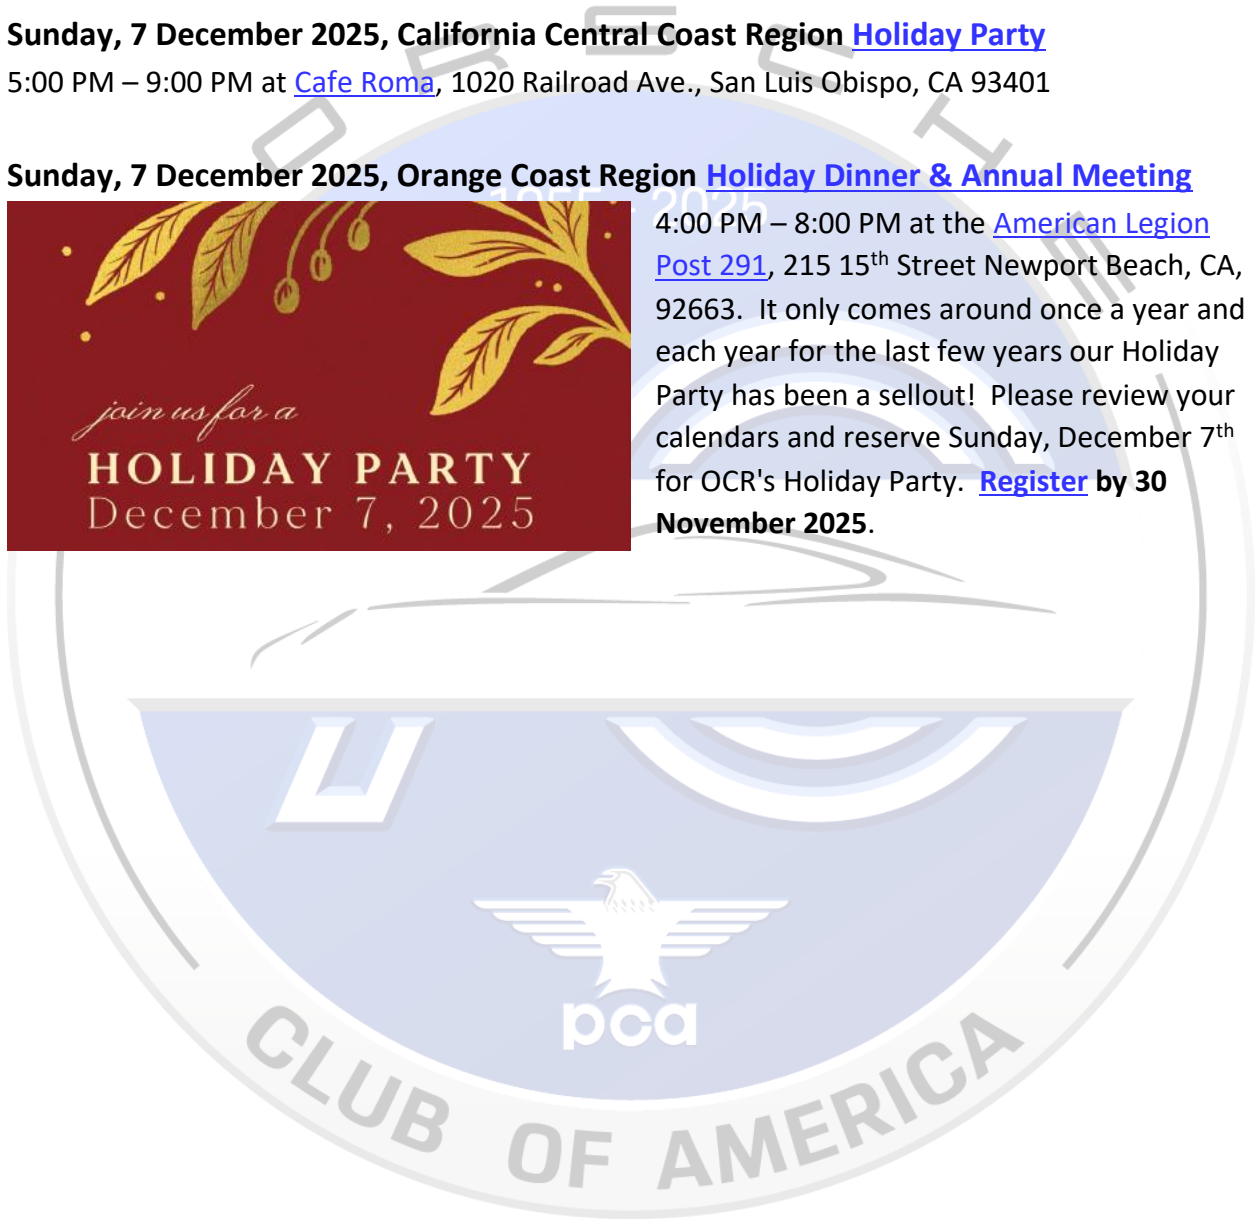 Sunday, 7 December 2025, California Central Coast Region Holiday Party
5:00 PM – 9:00 PM at Cafe Roma, 1020 Railroad Ave., San Luis Obispo, CA 93401
Sunday, 7 December 2025, Orange Coast Region Holiday Dinner & Annual Meeting
join us for a
HOLIDAY PARTY
December 7, 2025
4:00 PM – 8:00 PM at the American Legion
Post 291, 215 15th Street Newport Beach, CA,
92663.  It only comes around once a year and
each year for the last few years our Holiday
Party has been a sellout!  Please review your
calendars and reserve Sunday, December 7th
for OCR's Holiday Party.  Register by 30
November 2025.
PORSCHE
1955 - 2025
pca
CLUB OF AMERICA